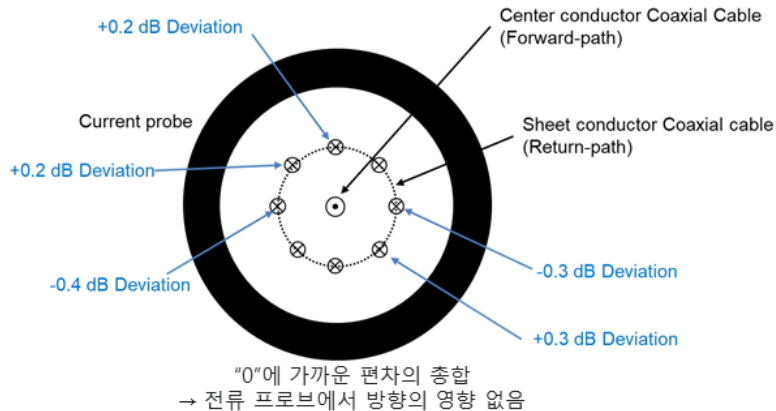 +0.2 dB Deviation
Center conductor Coaxial Cable
(Forward-path)
Current probe
Sheet conductor Coaxial cable
(Return-path)
+0.2 dB Deviation
-0.4 dB Deviation
-0.3 dB Deviation
+0.3 dB Deviation
“0”에 가까운 편차의 총합
→ 전류 프로브에서 방향의 영향 없음